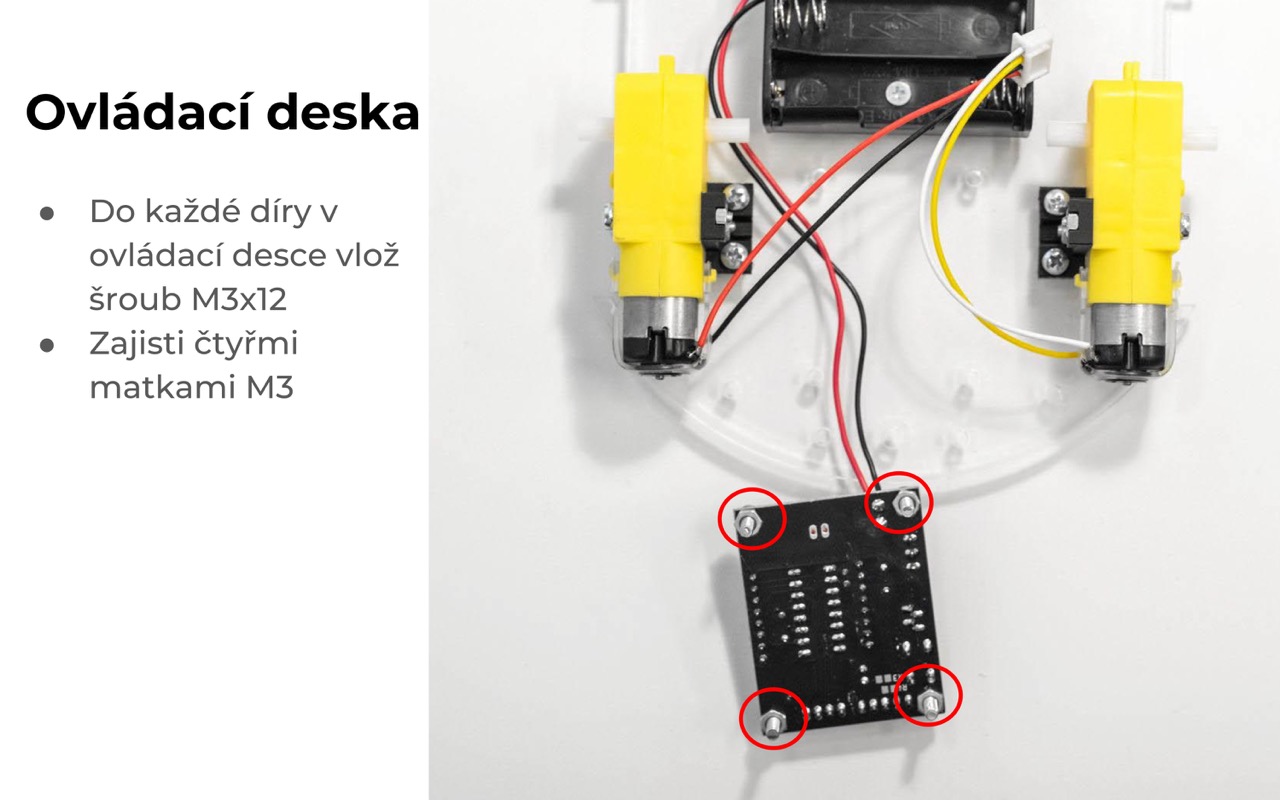 Ovládací deska
● Do každé díry v
ovládací desce vlož
šroub M3x12
● Zajisti čtyřmi
matkami M3